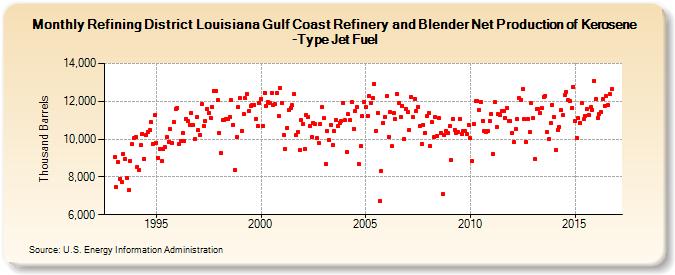 Monthly Refining District Louisiana Gulf Coast Refinery and Blender Net Production of Kerosene
-Type Jet Fuel
Thousand Barrels
14,000
12,000
10,000
8,000
6,000
1995
2000
2005
2010
2015
Source: U.S. Energy Information Administration